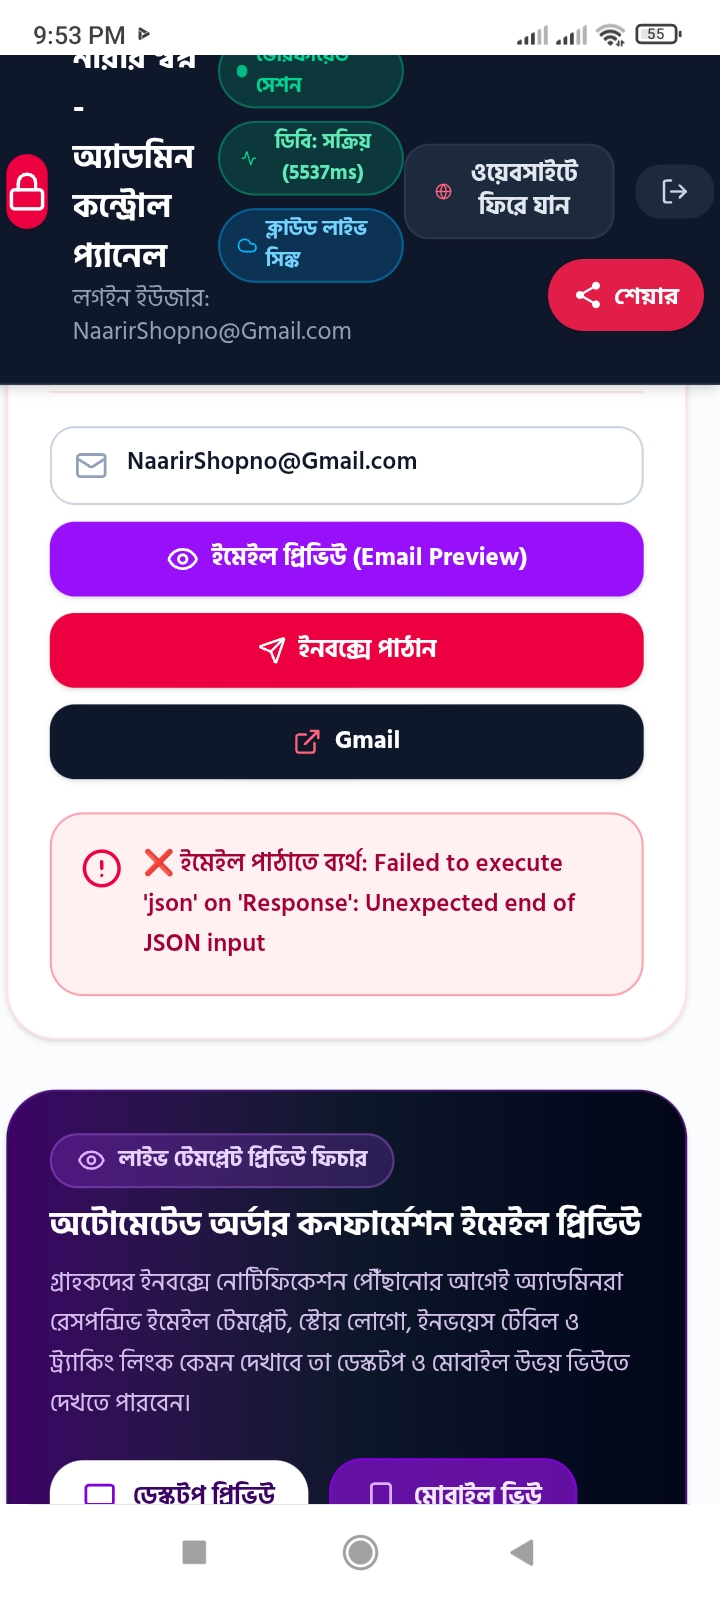 9:53 PM
55
নারীর স্বপ্ন
-
অ্যাডমিন
কন্ট্রোল
প্যানেল
লগইন ইউজার:
NaarirShopno@Gmail.com
ভেরিফায়েড
সেশন
ডিবি: সক্রিয়
(5537ms)
ক্লাউড লাইভ
সিঙ্ক
ওয়েবসাইটে
ফিরে যান
শেয়ার
NaarirShopno@Gmail.com
ইমেইল প্রিভিউ (Email Preview)
ইনবক্সে পাঠান
Gmail
❌ ইমেইল পাঠাতে ব্যর্থ: Failed to execute
'json' on 'Response': Unexpected end of
JSON input
লাইভ টেমপ্লেট প্রিভিউ ফিচার
অটোমেটেড অর্ডার কনফার্মেশন ইমেইল প্রিভিউ
গ্রাহকদের ইনবক্সে নোটিফিকেশন পৌঁছানোর আগেই অ্যাডমিনরা
রেসপন্সিভ ইমেইল টেমপ্লেট, স্টোর লোগো, ইনভয়েস টেবিল ও
ট্র্যাকিং লিংক কেমন দেখাবে তা ডেস্কটপ ও মোবাইল উভয় ভিউতে
দেখতে পারবেন।
ডেস্কটপ প্রিভিউ
মোবাইল ভিউ